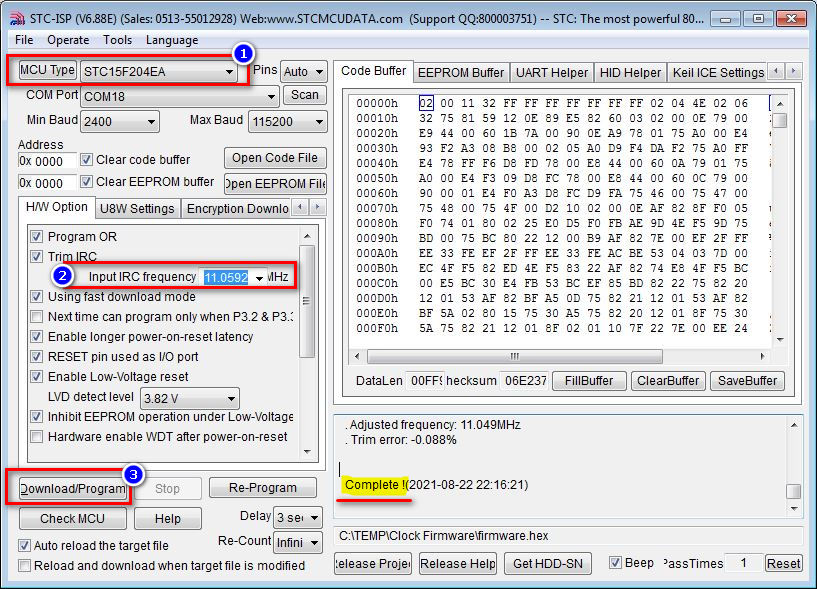 STC-ISP (V6.88E) (Sales: 0513-55012928) Web:www.STCMCUDATA.com (Support QQ:800003751) -- STC: The most powerful 80...
File Operate Tools Language
1
MCU Type STC15F204EA Pins Auto
COM Port COM18 Scan
Min Baud 2400 Max Baud 115200
Address
0x 0000 Clear code buffer Open Code File
0x 0000 Clear EEPROM buffer Open EEPROM File
H/W Option U8W Settings Encryption Downlo
Program OR
Trim IRC
2 Input IRC frequency 11.0592 MHz
Using fast download mode
Next time can program only when P3.2 & P3.3
Enable longer power-on-reset latency
RESET pin used as I/O port
Enable Low-Voltage reset
LVD detect level 3.82 V
Inhibit EEPROM operation under Low-Voltage
Hardware enable WDT after power-on-reset
3
Download/Program Stop Re-Program
Check MCU Help Delay 3 sec
Auto reload the target file Re-Count Infini
Reload and download when target file is modified
Code Buffer EEPROM Buffer UART Helper HID Helper Keil ICE Settings
00000h 02 00 11 32 FF FF FF FF FF FF FF 02 04 4E 02 06
00010h 32 75 81 59 12 0E 89 E5 82 60 03 02 00 0E 79 00
00020h E9 44 00 60 1B 7A 00 90 0E A9 78 01 75 A0 00 E4
00030h 93 F2 A3 08 B8 00 02 05 A0 D9 F4 DA F2 75 A0 FF
00040h E4 78 FF F6 D8 FD 78 00 E8 44 00 60 0A 79 01 75
00050h A0 00 E4 F3 09 D8 FC 78 00 E8 44 00 60 0C 79 00
00060h 90 00 01 E4 F0 A3 D8 FC D9 FA 75 46 00 75 47 00
00070h 75 48 00 75 4F 00 D2 10 02 00 0E AF 82 8F F0 05
00080h F0 74 01 80 02 25 E0 D5 F0 FB AE 9D 4E F5 9D 75
00090h BD 00 75 BC 80 22 12 00 B9 AF 82 7E 00 EF 2F FF
000A0h EE 33 FE EF 2F FF EE 33 FE AC BE 53 04 03 7D 00
000B0h EC 4F F5 82 ED 4E F5 83 22 AF 82 74 E8 4F F5 BC
000C0h 00 E5 BC 30 E4 FB 53 BC EF 85 BD 82 22 75 82 20
000D0h 12 01 53 AF 82 BF A5 0D 75 82 21 12 01 53 AF 82
000E0h BF 5A 02 80 15 75 30 A5 75 82 20 12 01 8F 75 30
000F0h 5A 75 82 21 12 01 8F 02 01 10 7F 22 7E 00 EE 24
DataLen 00FF9 hecksum 06E237 FillBuffer ClearBuffer SaveBuffer
. Adjusted frequency: 11.049MHz
. Trim error: -0.088%
Complete !(2021-08-22 22:16:21)
C:\TEMP\Clock Firmware\firmware.hex
Release Projec Release Help Get HDD-SN Beep PassTimes 1 Reset